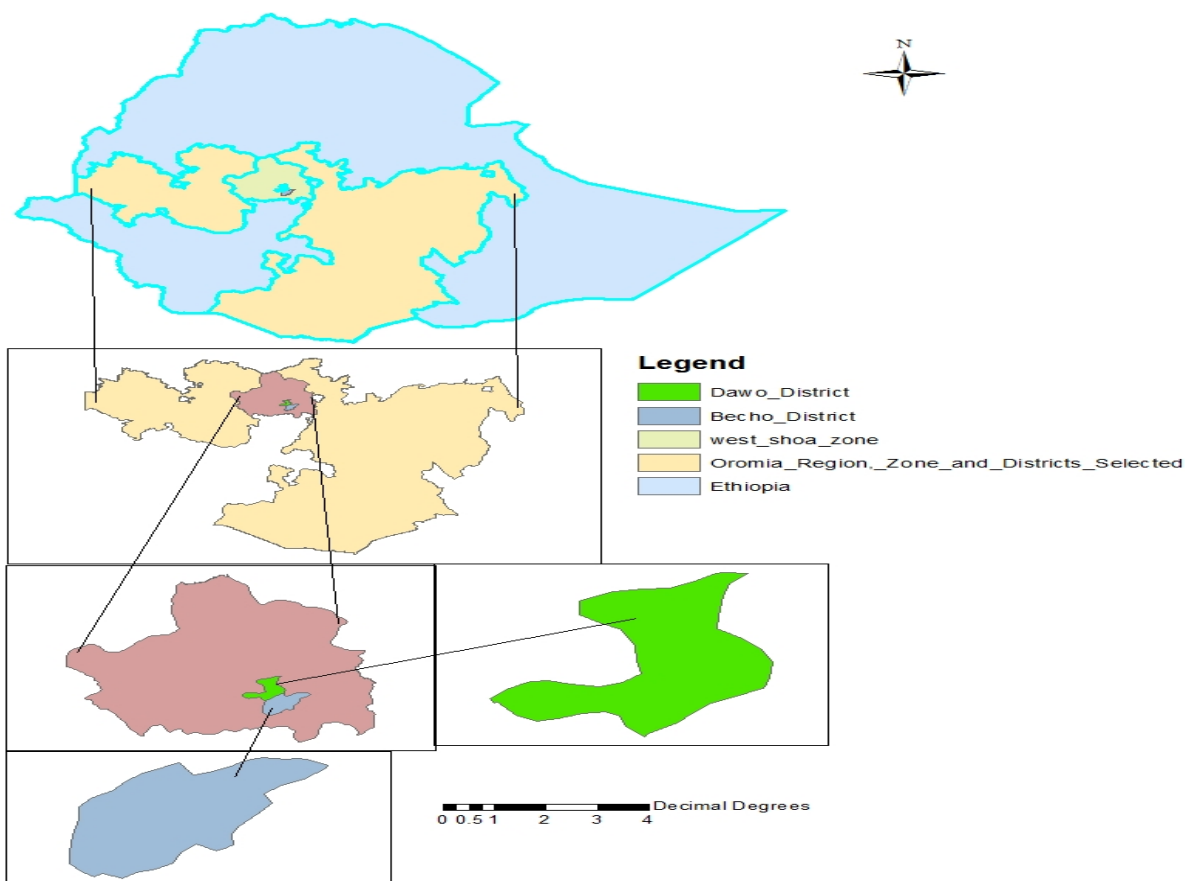 N
Legend
Dawo_District
Becho_District
west_shoa_zone
Oromia_Region,_Zone_and_Districts_Selected
Ethiopia
Decimal Degrees
0 0.5 1 2 3 4